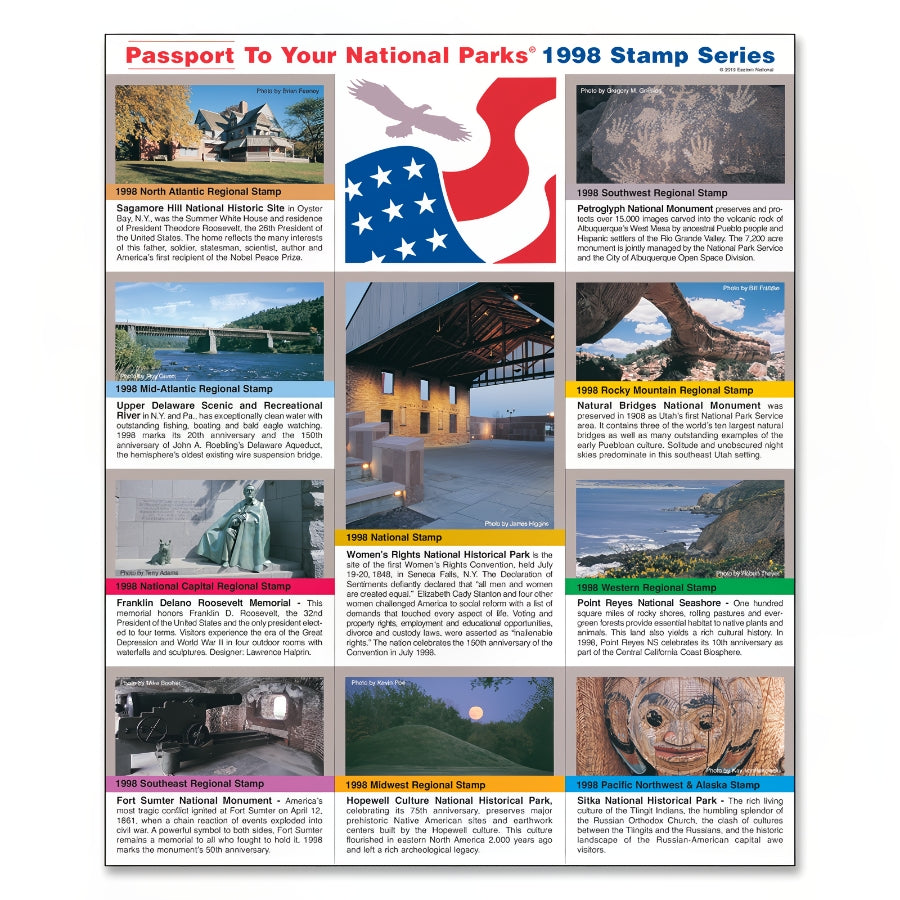 Passport To Your National Parks® 1998 Stamp Series
© 2013 Eastern National
Photo by Brian Feeney
1998 North Atlantic Regional Stamp
Sagamore Hill National Historic Site in Oyster
Bay, N.Y., was the Summer White House and residence
of President Theodore Roosevelt, the 26th President of
the United States. The home reflects the many interests
of this father, soldier, statesman, scientist, author and
America's first recipient of the Nobel Peace Prize.
Photo by Gregory M.
1998 Southwest Regional Stamp
Petroglyph National Monument preserves and pro-
tects over 15,000 images carved into the volcanic rock of
Albuquerque's West Mesa by ancestral Pueblo people and
Hispanic settlers of the Rio Grande Valley. The 7,200 acre
monument is jointly managed by the National Park Service
and the City of Albuquerque Open Space Division.
Photo by
1998 Mid-Atlantic Regional Stamp
Upper Delaware Scenic and Recreational
River in N.Y. and Pa., has exceptionally clean water with
outstanding fishing, boating and bald eagle watching.
1998 marks its 20th anniversary and the 150th
anniversary of John A. Roebling's Delaware Aqueduct,
the hemisphere's oldest existing wire suspension bridge.
Photo by James Higgins
1998 National Stamp
Women's Rights National Historical Park is the
site of the first Women's Rights Convention, held July
19-20, 1848, in Seneca Falls, N.Y. The Declaration of
Sentiments defiantly declared that "all men and women
are created equal." Elizabeth Cady Stanton and four other
women challenged America to social reform with a list of
demands that touched every aspect of life. Voting and
property rights, employment and educational opportunities,
divorce and custody laws, were asserted as "inalienable
rights." The nation celebrates the 150th anniversary of the
Convention in July 1998.
Photo by Bill
1998 Rocky Mountain Regional Stamp
Natural Bridges National Monument was
preserved in 1908 as Utah's first National Park Service
area. It contains three of the world's ten largest natural
bridges as well as many outstanding examples of the
early Puebloan culture. Solitude and unobscured night
skies predominate in this southeast Utah setting.
Photo by Terry Adams
1998 National Capital Regional Stamp
Franklin Delano Roosevelt Memorial - This
memorial honors Franklin D. Roosevelt, the 32nd
President of the United States and the only president elect-
ed to four terms. Visitors experience the era of the Great
Depression and World War II in four outdoor rooms with
waterfalls and sculptures. Designer: Lawrence Halprin.
Photo by Robin
1998 Western Regional Stamp
Point Reyes National Seashore - One hundred
square miles of rocky shores, rolling pastures and ever-
green forests provide essential habitat to native plants and
animals. This land also yields a rich cultural history. In
1998, Point Reyes NS celebrates its 10th anniversary as
part of the Central California Coast Biosphere.
Photo by Mike Booher
1998 Southeast Regional Stamp
Fort Sumter National Monument - America's
most tragic conflict ignited at Fort Sumter on April 12,
1861, when a chain reaction of events exploded into
civil war. A powerful symbol to both sides, Fort Sumter
remains a memorial to all who fought to hold it. 1998
marks the monument's 50th anniversary.
Photo by Kevin Poe
1998 Midwest Regional Stamp
Hopewell Culture National Historical Park,
celebrating its 75th anniversary, preserves major
prehistoric Native American sites and earthwork
centers built by the Hopewell culture. This culture
flourished in eastern North America 2,000 years ago
and left a rich archeological legacy.
Photo by
1998 Pacific Northwest & Alaska Stamp
Sitka National Historical Park - The rich living
culture of the Tlingit Indians, the humbling splendor of
the Russian Orthodox Church, the clash of cultures
between the Tlingits and the Russians, and the historic
landscape of the Russian-American capital awe
visitors.